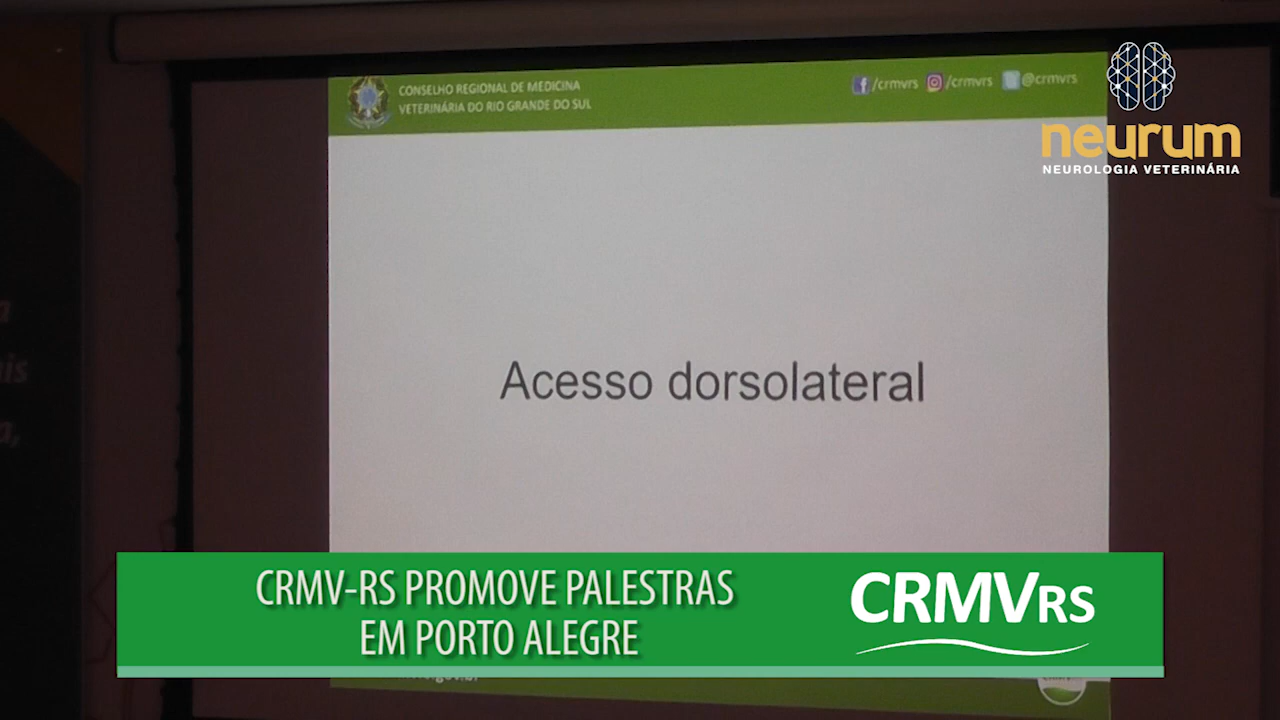 CONSELHO REGIONAL DE MEDICINA
VETERINÁRIA DO RIO GRANDE DO SUL
/crmvrs /crmvrs @crmvrs
neurum
NEUROLOGIA VETERINÁRIA
Acesso dorsolateral
CRMV-RS PROMOVE PALESTRAS
EM PORTO ALEGRE
CRMVRS